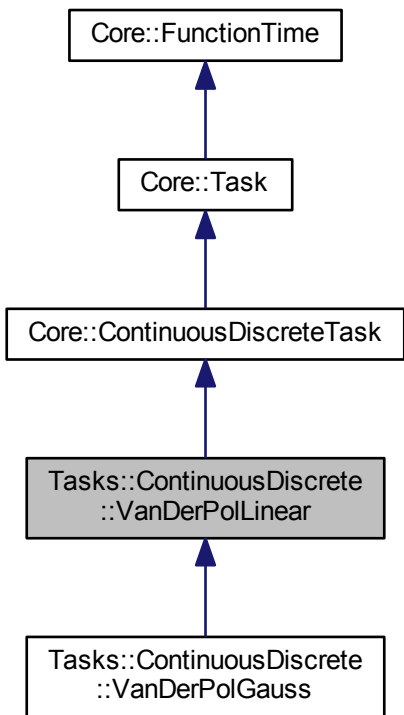 Core::FunctionTime
Core::Task
Core::ContinuousDiscreteTask
Tasks::ContinuousDiscrete
::VanDerPolLinear
Tasks::ContinuousDiscrete
::VanDerPolGauss